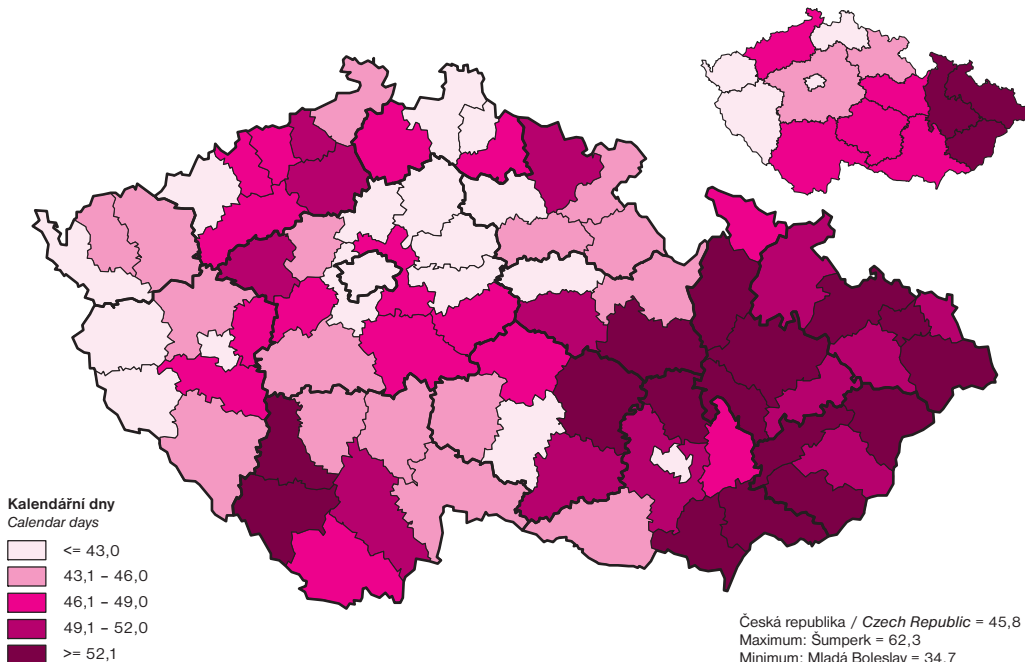 Kalendářní dny
Calendar days
<= 43,0
43,1 – 46,0
46,1 – 49,0
49,1 – 52,0
>= 52,1
Česká republika / Czech Republic = 45,8
Maximum: Šumperk = 62,3
Minimum: Mladá Boleslav = 34,7